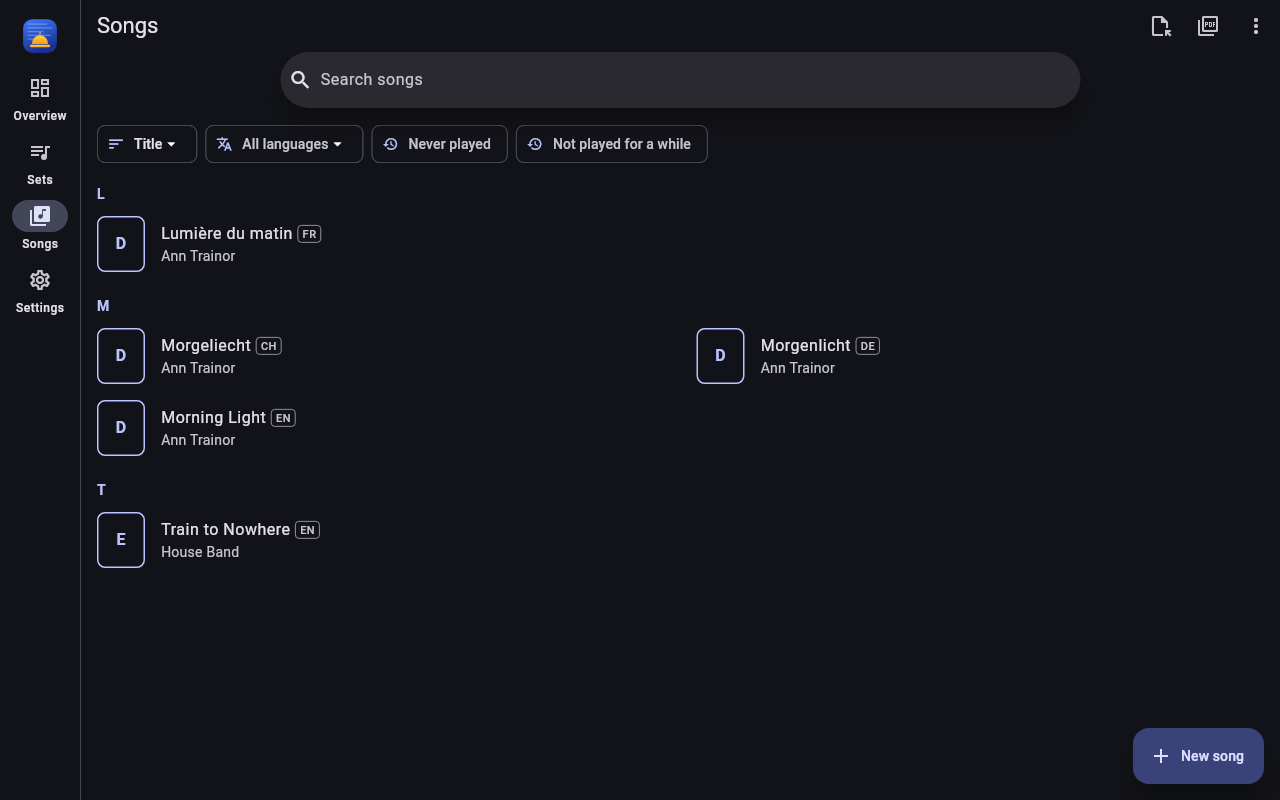 Songs
PDF
Search songs
Overview
Title
All languages
Never played
Not played for a while
Sets
L
D
Lumière du matin FR
Ann Trainor
Songs
Settings
M
D
Morgeliecht CH
Ann Trainor
D
Morgenlicht DE
Ann Trainor
D
Morning Light EN
Ann Trainor
T
E
Train to Nowhere EN
House Band
New song